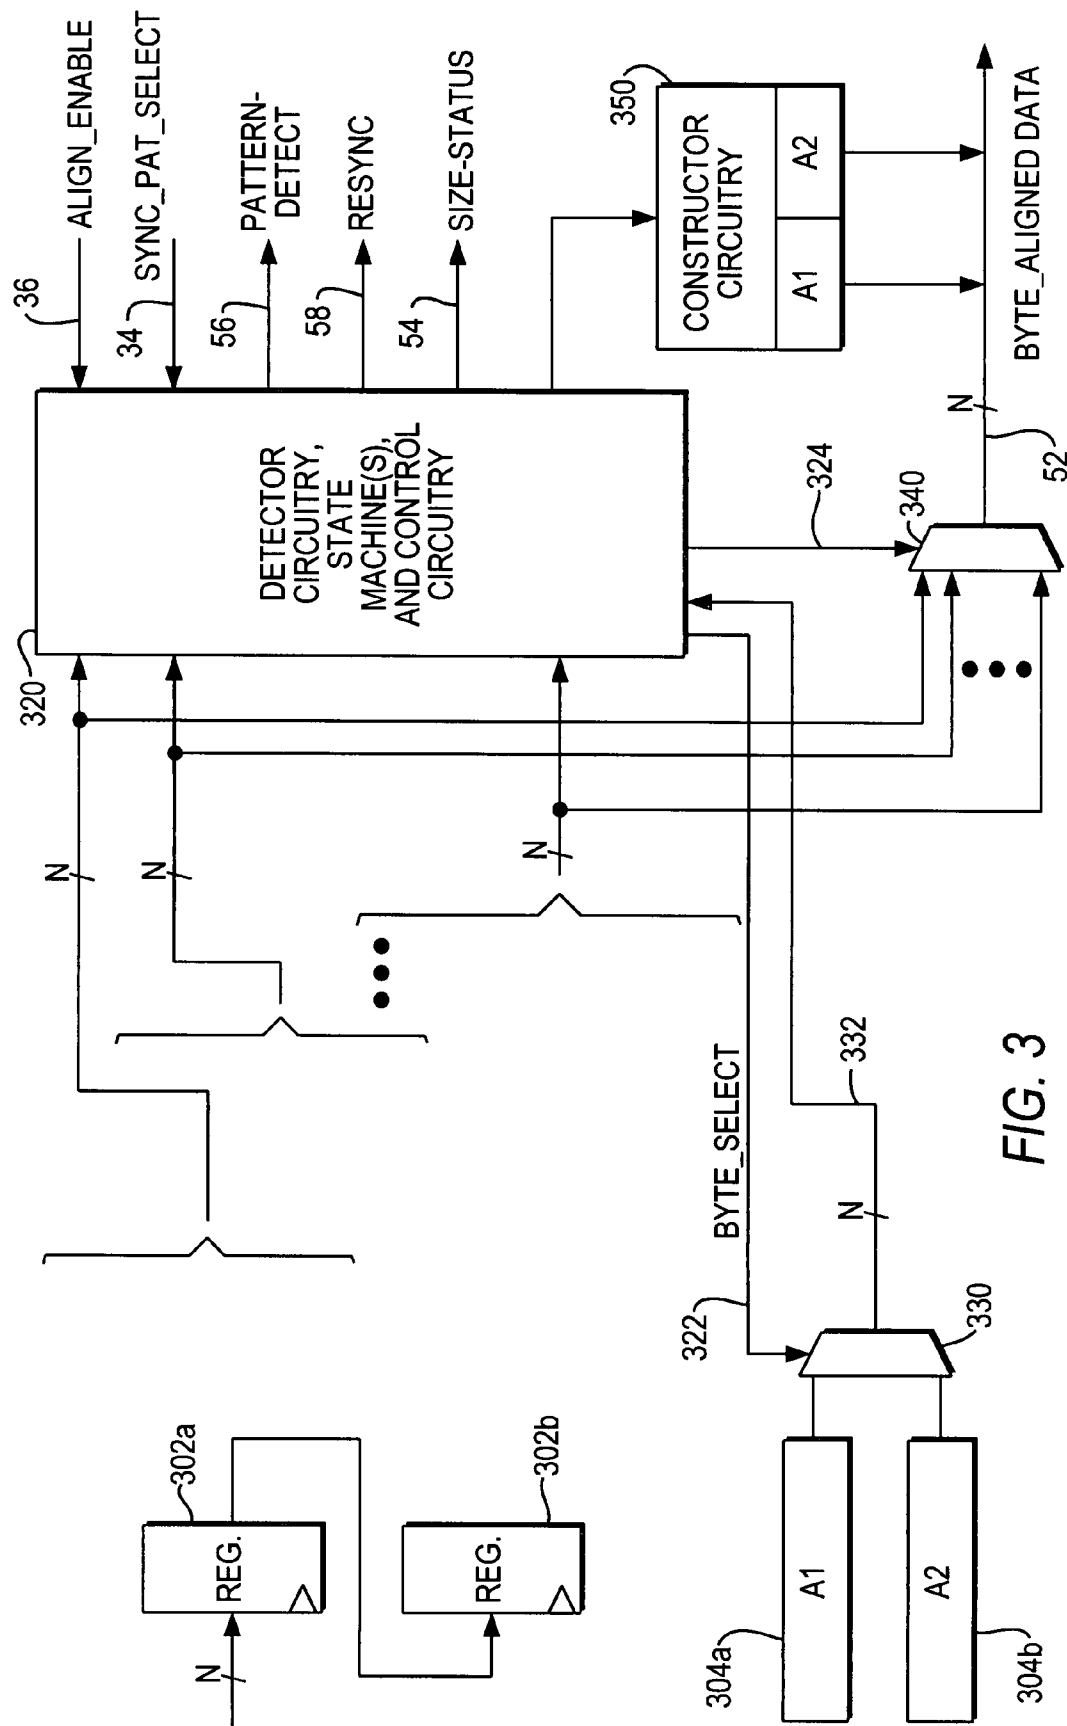 ALIGN_ENABLE
36
SYNC_PAT_SELECT
34
PATTERN-
DETECT
56
RESYNC
58
SIZE-STATUS
54
320
DETECTOR
CIRCUITRY,
STATE
MACHINE(S),
AND CONTROL
CIRCUITRY
350
CONSTRUCTOR
CIRCUITRY
A1
A2
N
N
N
324
340
N
52
BYTE_ALIGNED DATA
BYTE_SELECT
322
332
N
330
302a
REG.
N
302b
REG.
304a
A1
304b
A2
FIG. 3